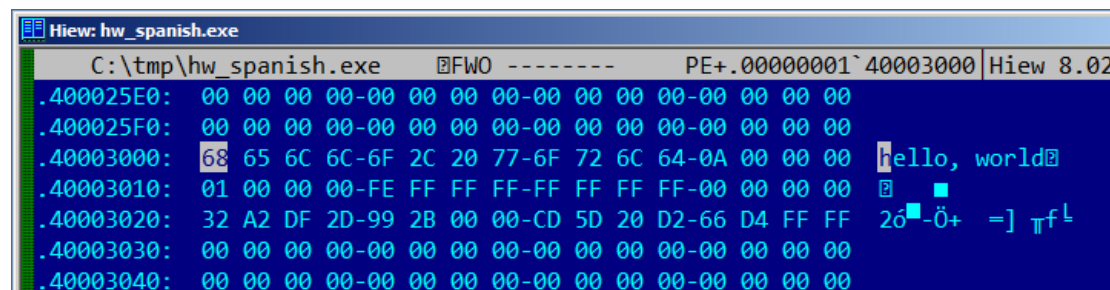 Hiew: hw_spanish.exe
C:\tmp\hw_spanish.exe ⍰FWO -------- PE+.00000001`40003000|Hiew 8.02
.400025E0: 00 00 00 00-00 00 00 00-00 00 00 00-00 00 00 00
.400025F0: 00 00 00 00-00 00 00 00-00 00 00 00-00 00 00 00
.40003000: 68 65 6C 6C-6F 2C 20 77-6F 72 6C 64-0A 00 00 00 hello, world⍰
.40003010: 01 00 00 00-FE FF FF FF-FF FF FF FF-00 00 00 00 ⍰ ■
.40003020: 32 A2 DF 2D-99 2B 00 00-CD 5D 20 D2-66 D4 FF FF 2ó▀-Ö+ =] ╥f╘
.40003030: 00 00 00 00-00 00 00 00-00 00 00 00-00 00 00 00
.40003040: 00 00 00 00-00 00 00 00-00 00 00 00-00 00 00 00